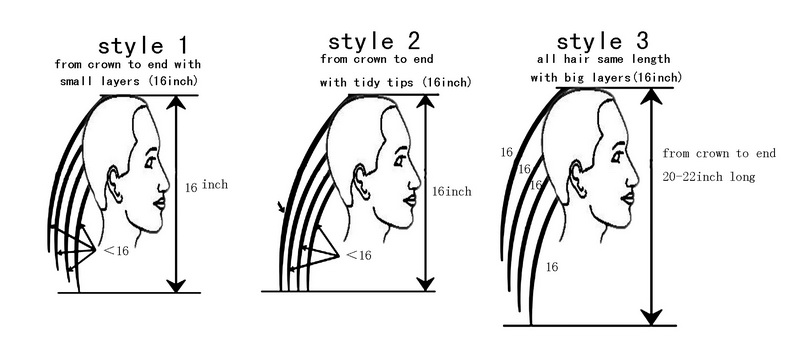 style 1
from crown to end with
small layers (16inch)
16 inch
<16
style 2
from crown to end
with tidy tips (16inch)
16inch
<16
style 3
all hair same length
with big layers(16inch)
16
16
16
16
from crown to end
20-22inch long